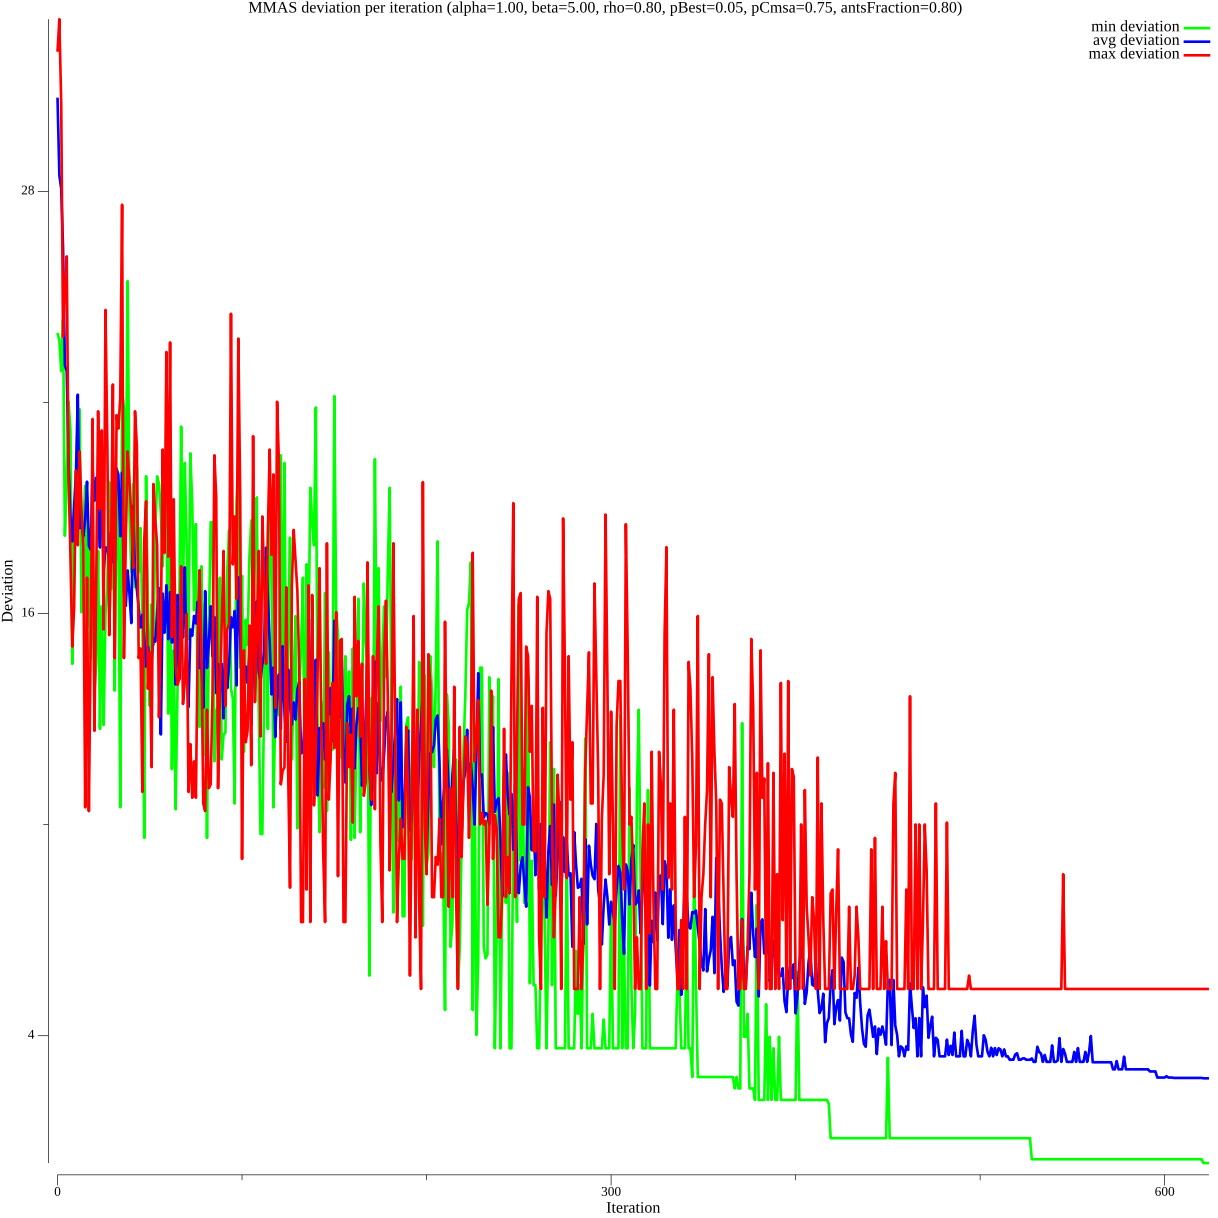 MMAS deviation per iteration (alpha=1.00, beta=5.00, rho=0.80, pBest=0.05, pCmsa=0.75, antsFraction=0.80)
min deviation
avg deviation
max deviation
28
16
4
Deviation
0
300
600
Iteration